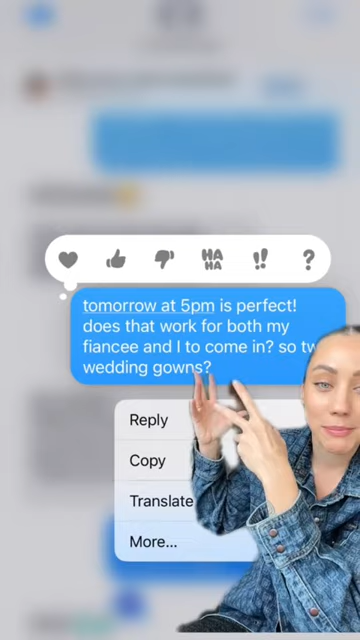 HA
HA
!!
?
tomorrow at 5pm is perfect!
does that work for both my
fiancee and I to come in? so
wedding gowns?
Reply
Copy
Translate
More...